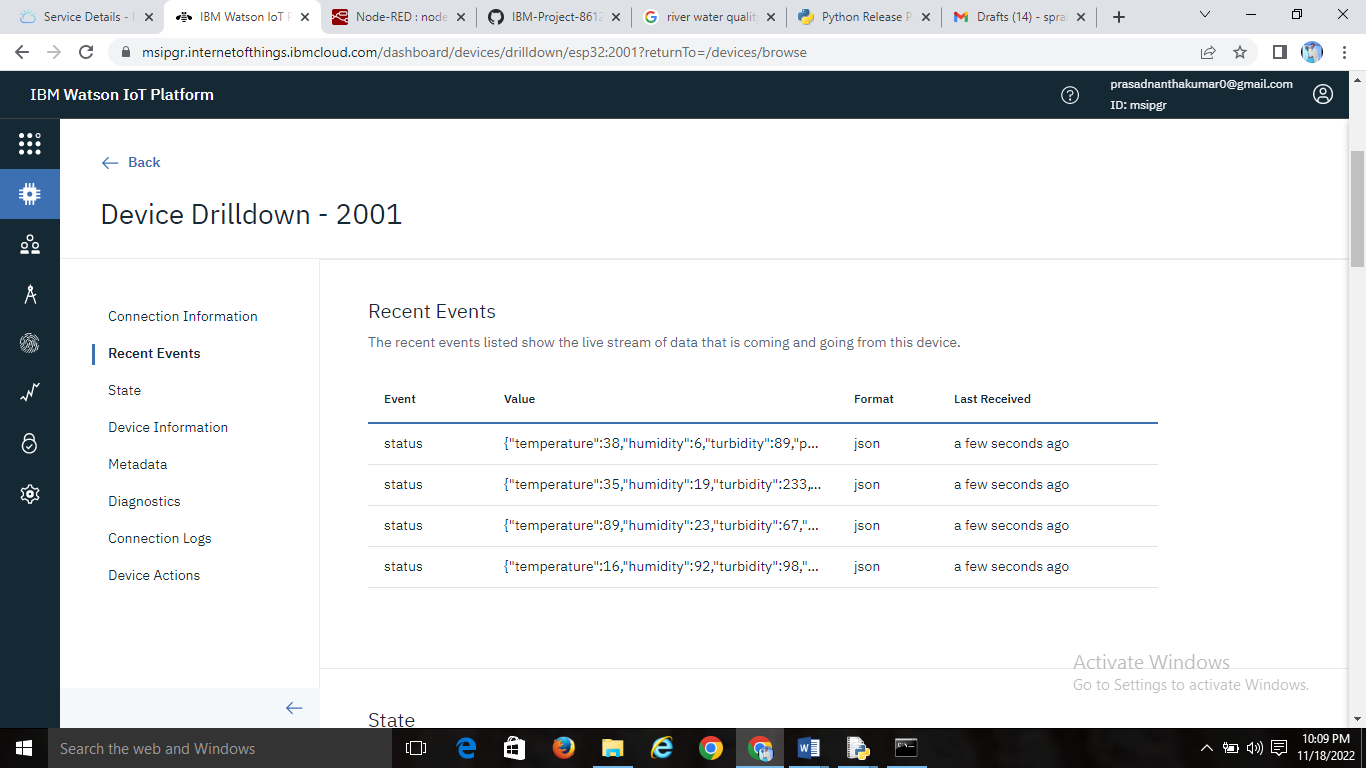 Service Details - I
IBM Watson IoT P
Node-RED : node
IBM-Project-8612
river water qualit
Python Release P
Drafts (14) - spra
msipgr.internetofthings.ibmcloud.com/dashboard/devices/drilldown/esp32:2001?returnTo=/devices/browse
IBM Watson IoT Platform
prasadnanthakumar0@gmail.com
ID: msipgr
Back
Device Drilldown - 2001
Connection Information
Recent Events
State
Device Information
Metadata
Diagnostics
Connection Logs
Device Actions
Recent Events
The recent events listed show the live stream of data that is coming and going from this device.
Event Value Format Last Received
status {"temperature":38,"humidity":6,"turbidity":89,"p... json a few seconds ago
status {"temperature":35,"humidity":19,"turbidity":233,... json a few seconds ago
status {"temperature":89,"humidity":23,"turbidity":67,"... json a few seconds ago
status {"temperature":16,"humidity":92,"turbidity":98,"... json a few seconds ago
State
Activate Windows
Go to Settings to activate Windows.
Search the web and Windows
10:09 PM
11/18/2022